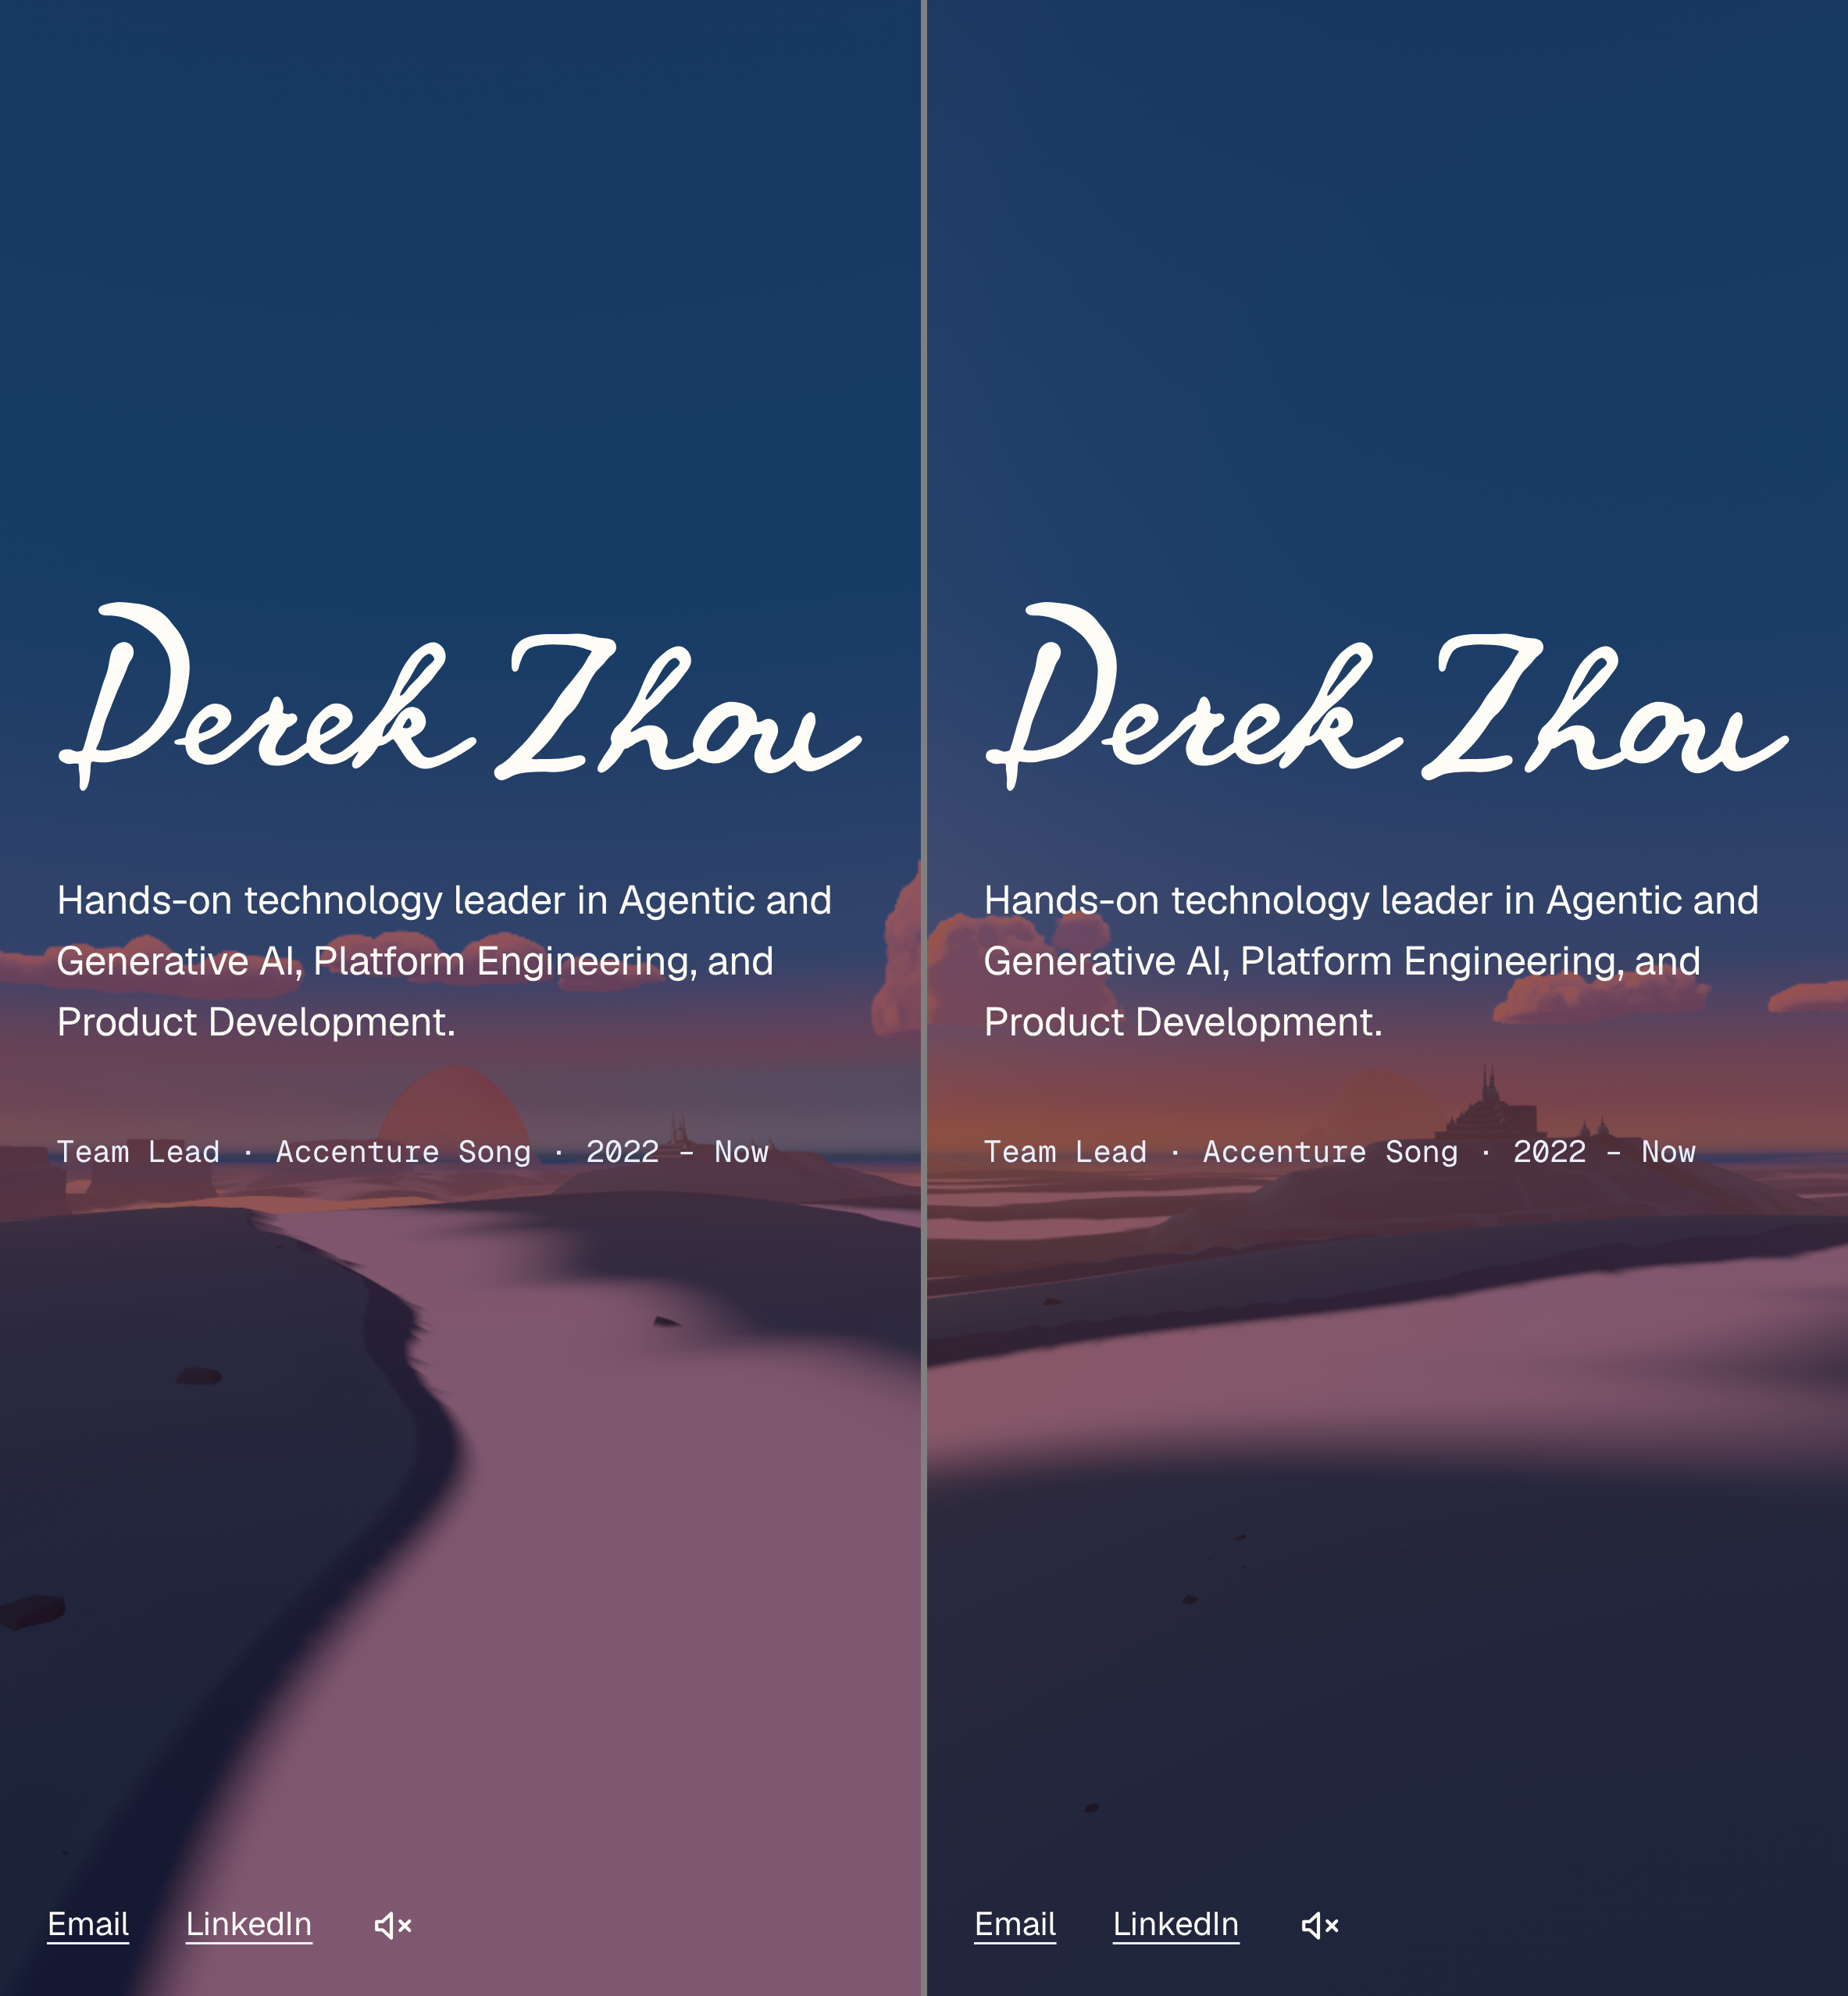 Derek Zhou
Hands-on technology leader in Agentic and
Generative AI, Platform Engineering, and
Product Development.
Team Lead · Accenture Song · 2022 – Now
Email LinkedIn
Derek Zhou
Hands-on technology leader in Agentic and
Generative AI, Platform Engineering, and
Product Development.
Team Lead · Accenture Song · 2022 – Now
Email LinkedIn